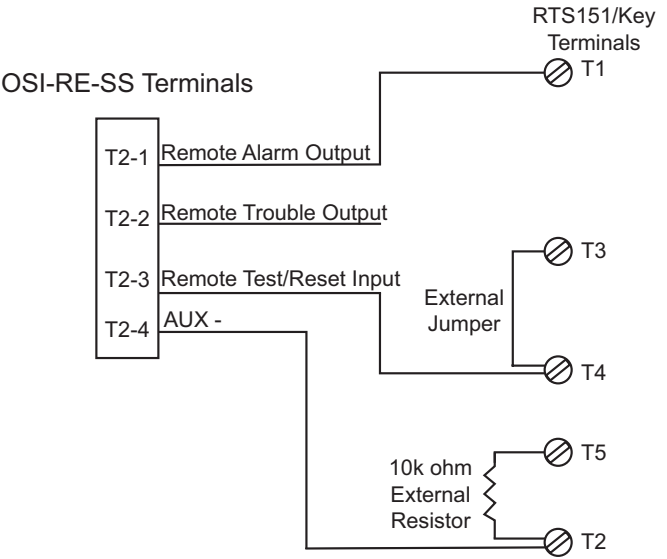 RTS151/Key
Terminals
T1
OSI-RE-SS Terminals
T2-1
Remote Alarm Output
T2-2
Remote Trouble Output
T3
T2-3
Remote Test/Reset Input
External
Jumper
T2-4
AUX -
T4
T5
10k ohm
External
Resistor
T2